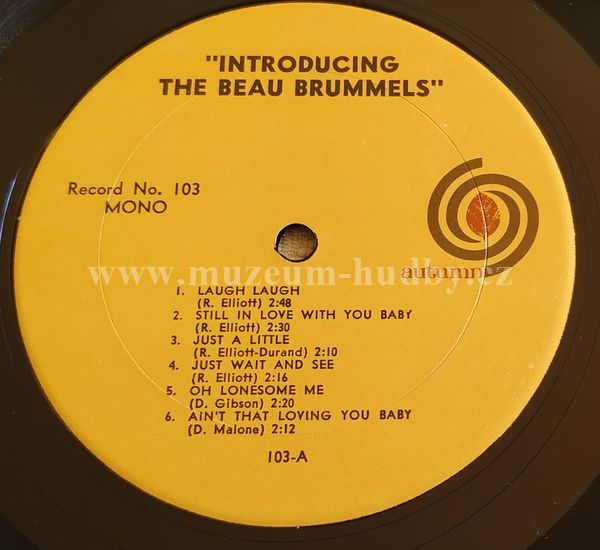 "INTRODUCING
THE BEAU BRUMMELS"
Record No. 103
MONO
autumn
www.muzeum-hudby.cz
1. LAUGH LAUGH
(R. Elliott) 2:48
2. STILL IN LOVE WITH YOU BABY
(R. Elliott) 2:30
3. JUST A LITTLE
(R. Elliott-Durand) 2:10
4. JUST WAIT AND SEE
(R. Elliott) 2:16
5. OH LONESOME ME
(D. Gibson) 2:20
6. AIN'T THAT LOVING YOU BABY
(D. Malone) 2:12
103-A